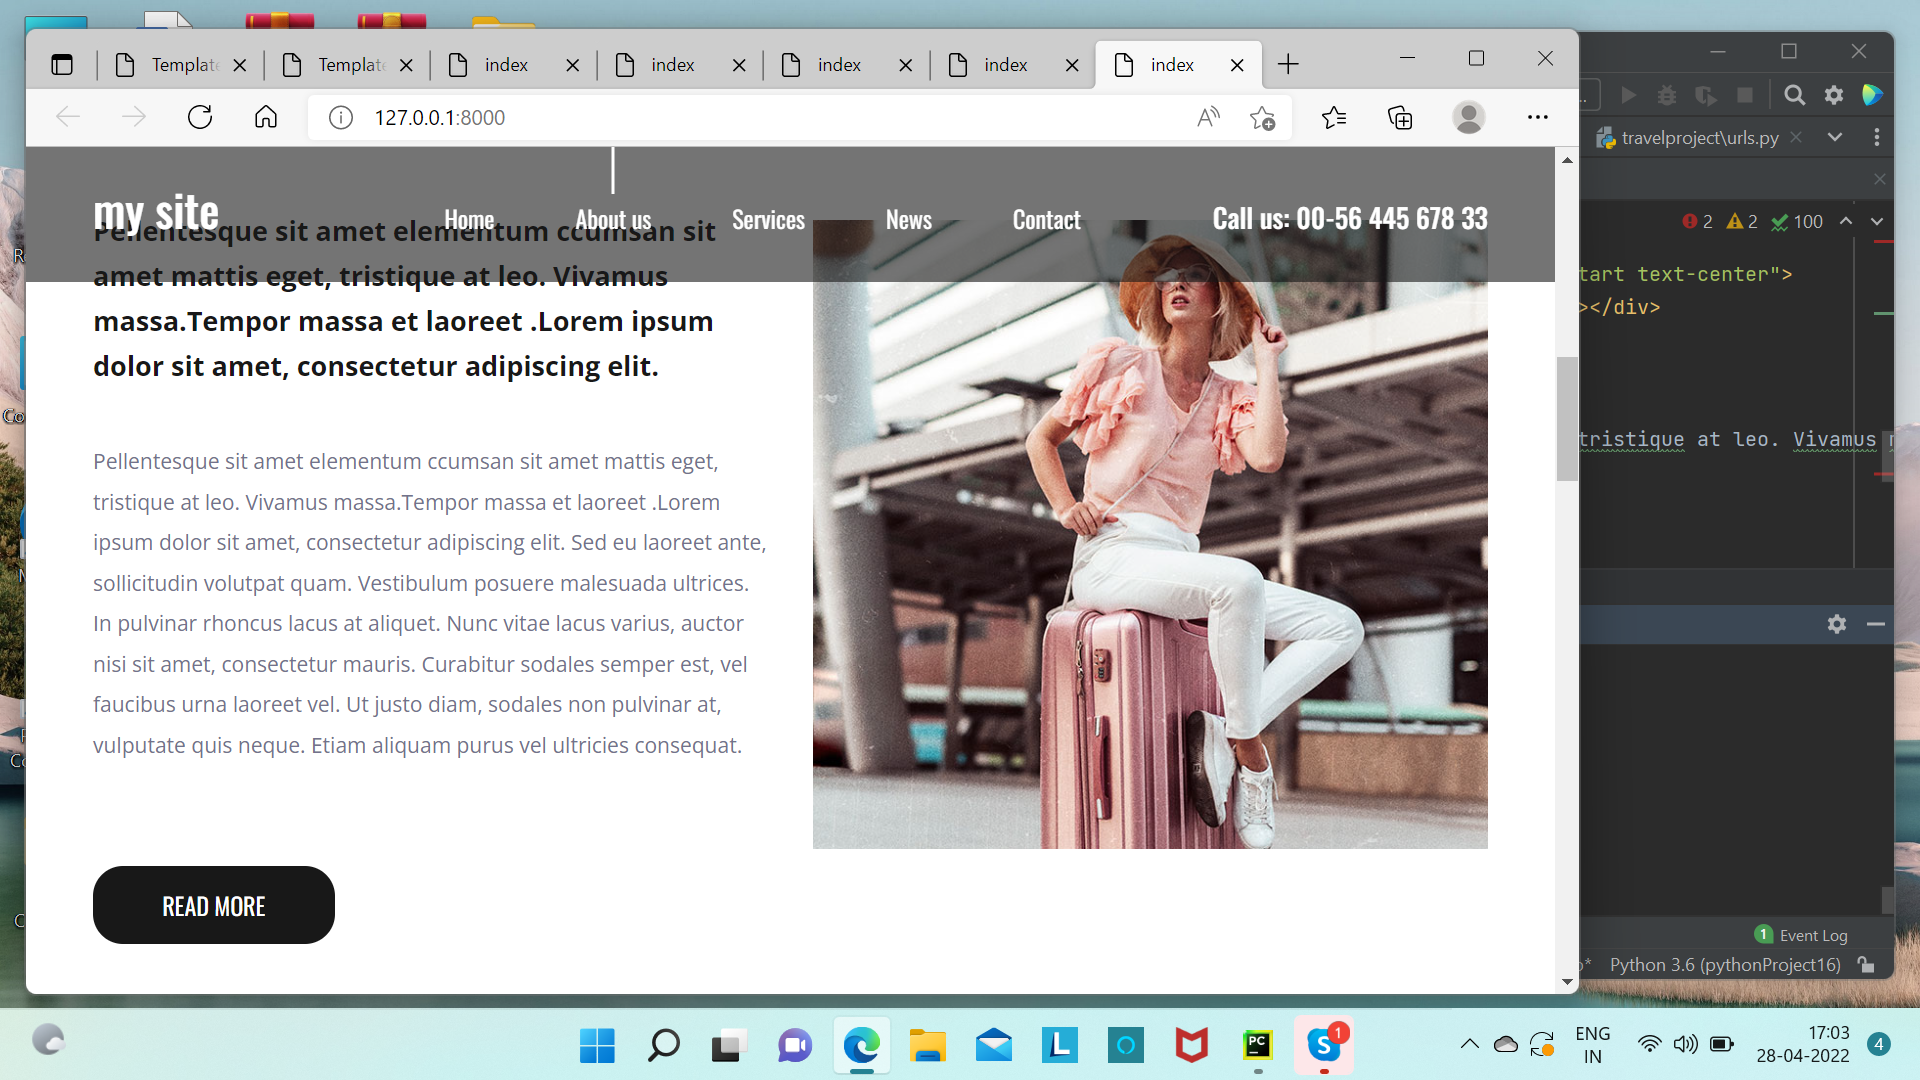 Template
Template
index
index
index
index
index
127.0.0.1:8000
travelproject\urls.py
my site
Home
About us
Services
News
Contact
Call us: 00-56 445 678 33
Pellentesque sit amet elementum ccumsan sit
amet mattis eget, tristique at leo. Vivamus
massa.Tempor massa et laoreet .Lorem ipsum
dolor sit amet, consectetur adipiscing elit.
Pellentesque sit amet elementum ccumsan sit amet mattis eget,
tristique at leo. Vivamus massa.Tempor massa et laoreet .Lorem
ipsum dolor sit amet, consectetur adipiscing elit. Sed eu laoreet ante,
sollicitudin volutpat quam. Vestibulum posuere malesuada ultrices.
In pulvinar rhoncus lacus at aliquet. Nunc vitae lacus varius, auctor
nisi sit amet, consectetur mauris. Curabitur sodales semper est, vel
faucibus urna laoreet vel. Ut justo diam, sodales non pulvinar at,
vulputate quis neque. Etiam aliquam purus vel ultricies consequat.
READ MORE
2 2 100
tart text-center">
></div>
tristique at leo. Vivamus
1 Event Log
Python 3.6 (pythonProject16)
ENG
IN
17:03
28-04-2022
4
1